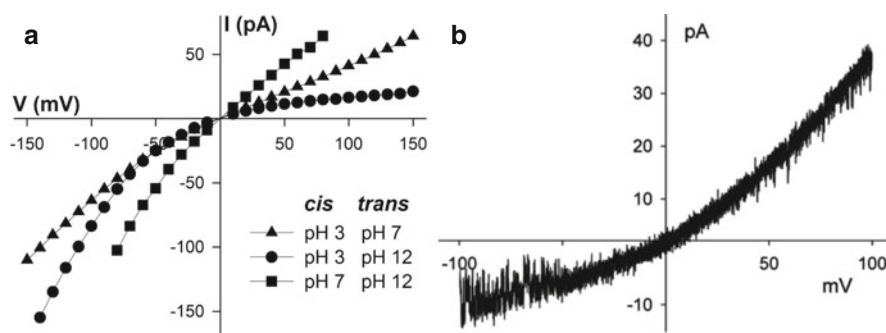 a
I (pA)
50
V (mV)
-150 -100 -50 50 100 150
-50
-100
-150
cis trans
pH 3 pH 7
pH 3 pH 12
pH 7 pH 12
b
pA
40
30
20
10
-100 50 100
mV
-10